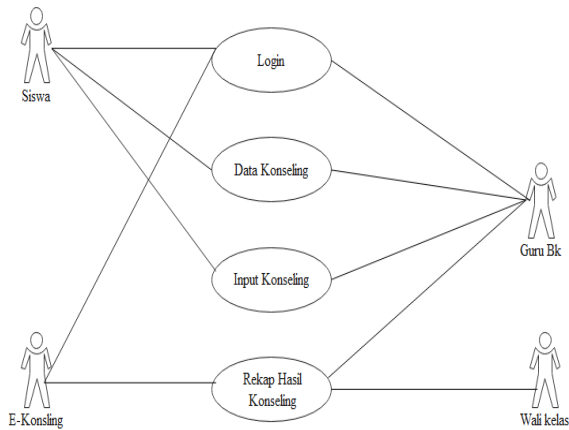 Login
Siswa
Data Konseling
Guru Bk
Input Konseling
Rekap Hasil
Konseling
E-Konsling
Wali kelas